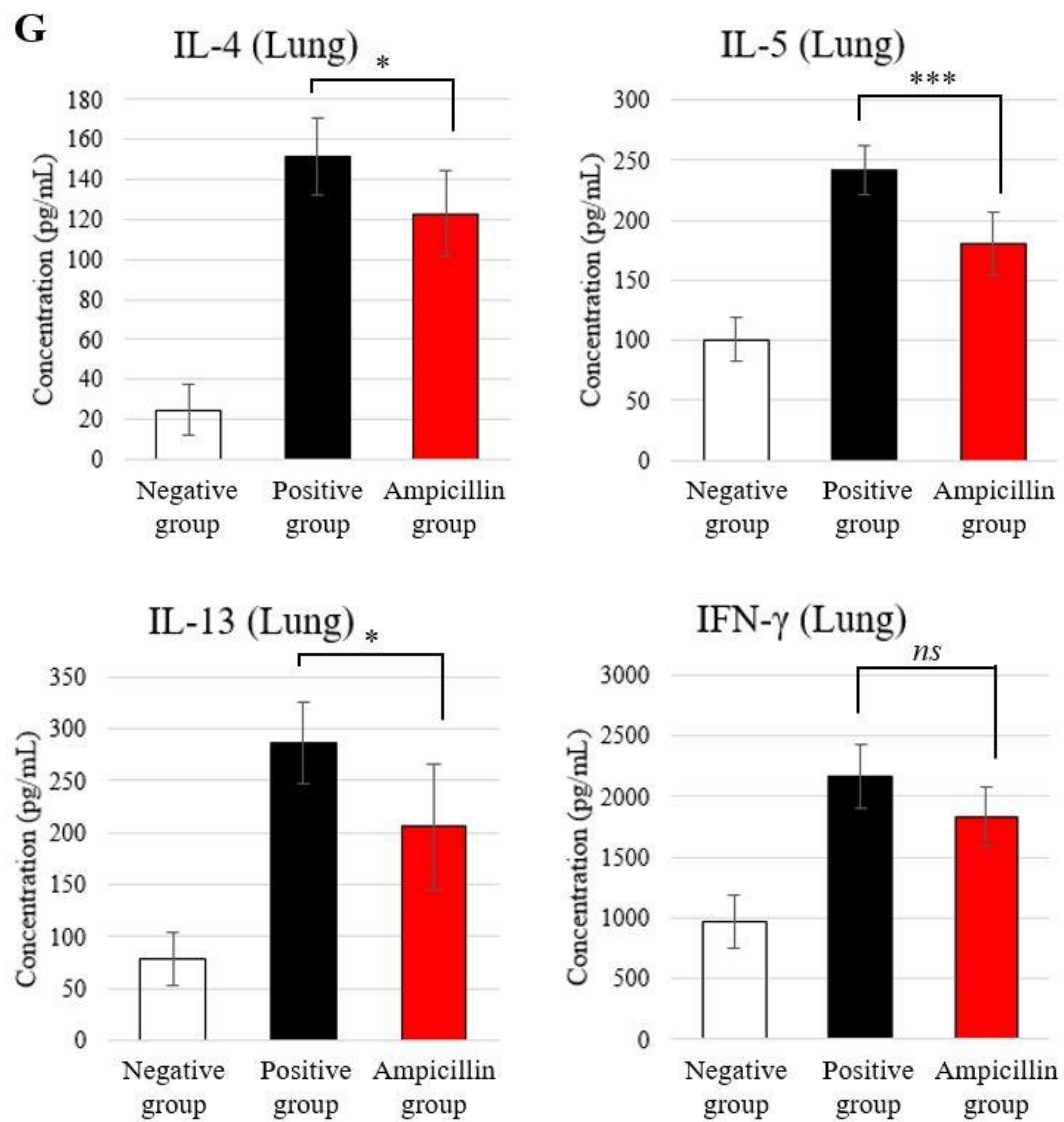 G
IL-4 (Lung)
*
Concentration (pg/mL)
180
160
140
120
100
80
60
40
20
0
Negative group
Positive group
Ampicillin group
IL-5 (Lung)
***
Concentration (pg/mL)
300
250
200
150
100
50
0
Negative group
Positive group
Ampicillin group
IL-13 (Lung)
*
Concentration (pg/mL)
350
300
250
200
150
100
50
0
Negative group
Positive group
Ampicillin group
IFN-γ (Lung)
ns
Concentration (pg/mL)
3000
2500
2000
1500
1000
500
0
Negative group
Positive group
Ampicillin group